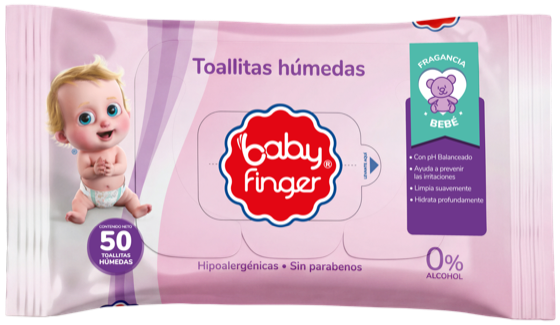 Toallitas húmedas
FRAGANCIA
BEBÉ
• Con pH Balanceado
• Ayuda a prevenir
las irritaciones
• Limpia suavemente
• Hidrata profundamente
baby®
finger
CONTENIDO NETO
50
TOALLITAS
HÚMEDAS
Hipoalergénicas • Sin parabenos
0%
ALCOHOL